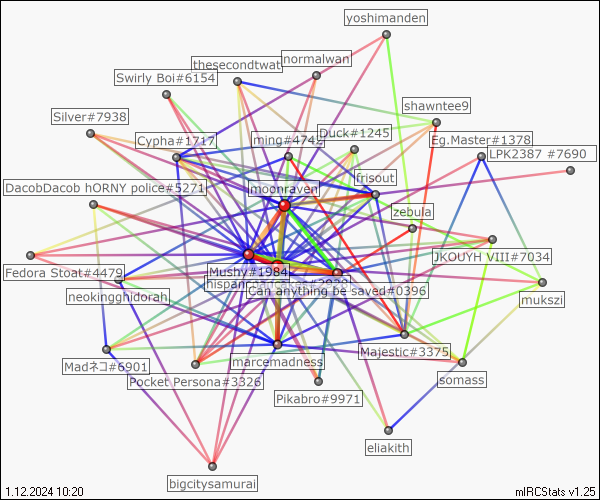 yoshimanden
normalwan
thesecondtwat
Swirly Boi#6154
shawntee9
Silver#7938
Duck#1245
Cypha#1717
ming#4742
Eg.Master#1378
LPK2387 #7690
frisout
DacobDacob hORNY police#5271
moonraven
zebula
JKOUYH VIII#7034
Fedora Stoat#4479
Mushy#1984
Can anything be saved#0396
neokingghidorah
mukszi
Majestic#3375
Madネコ#6901
marcemadness
Pocket Persona#3326
somass
Pikabro#9971
eliakith
bigcitysamurai
1.12.2024 10:20
mIRCStats v1.25